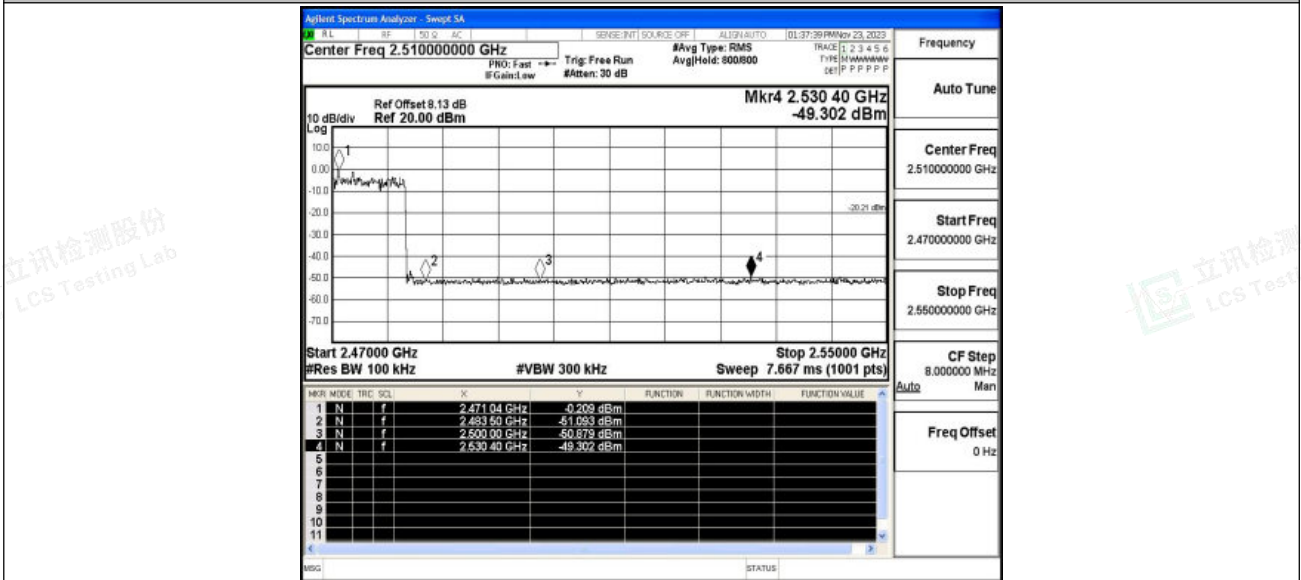 Agilent Spectrum Analyzer - Swept SA
RL RF 50 Ω AC SENSE:INT SOURCE OFF ALIGNAUTO 01:37:39 PMNov 23, 2023
Center Freq 2.510000000 GHz
PNO: Fast
IFGain:Low
Trig: Free Run
#Atten: 30 dB
#Avg Type: RMS
Avg|Hold: 800/800
TRACE 1 2 3 4 5 6
TYPE M WWWWW
DET P P P P P P
Frequency
Auto Tune
Center Freq
2.510000000 GHz
Start Freq
2.470000000 GHz
Stop Freq
2.550000000 GHz
CF Step
8.000000 MHz
Auto Man
Freq Offset
0 Hz
Mkr4 2.530 40 GHz
-49.302 dBm
Ref Offset 8.13 dB
10 dB/div Ref 20.00 dBm
Log
10.0
0.00
-10.0
-20.0
-30.0
-40.0
-50.0
-60.0
-70.0
1
2
3
4
-20.21 dBm
Start 2.47000 GHz Stop 2.55000 GHz
#Res BW 100 kHz #VBW 300 kHz Sweep 7.667 ms (1001 pts)
MKR MODE TRC SCL X Y FUNCTION FUNCTION WIDTH FUNCTION VALUE
1 N f 2.471 04 GHz -0.209 dBm
2 N f 2.483 50 GHz -51.093 dBm
3 N f 2.500 00 GHz -50.879 dBm
4 N f 2.530 40 GHz -49.302 dBm
5
6
7
8
9
10
11
MSG STATUS
立讯检测股份
LCS Testing Lab
立讯检测
LCS Test